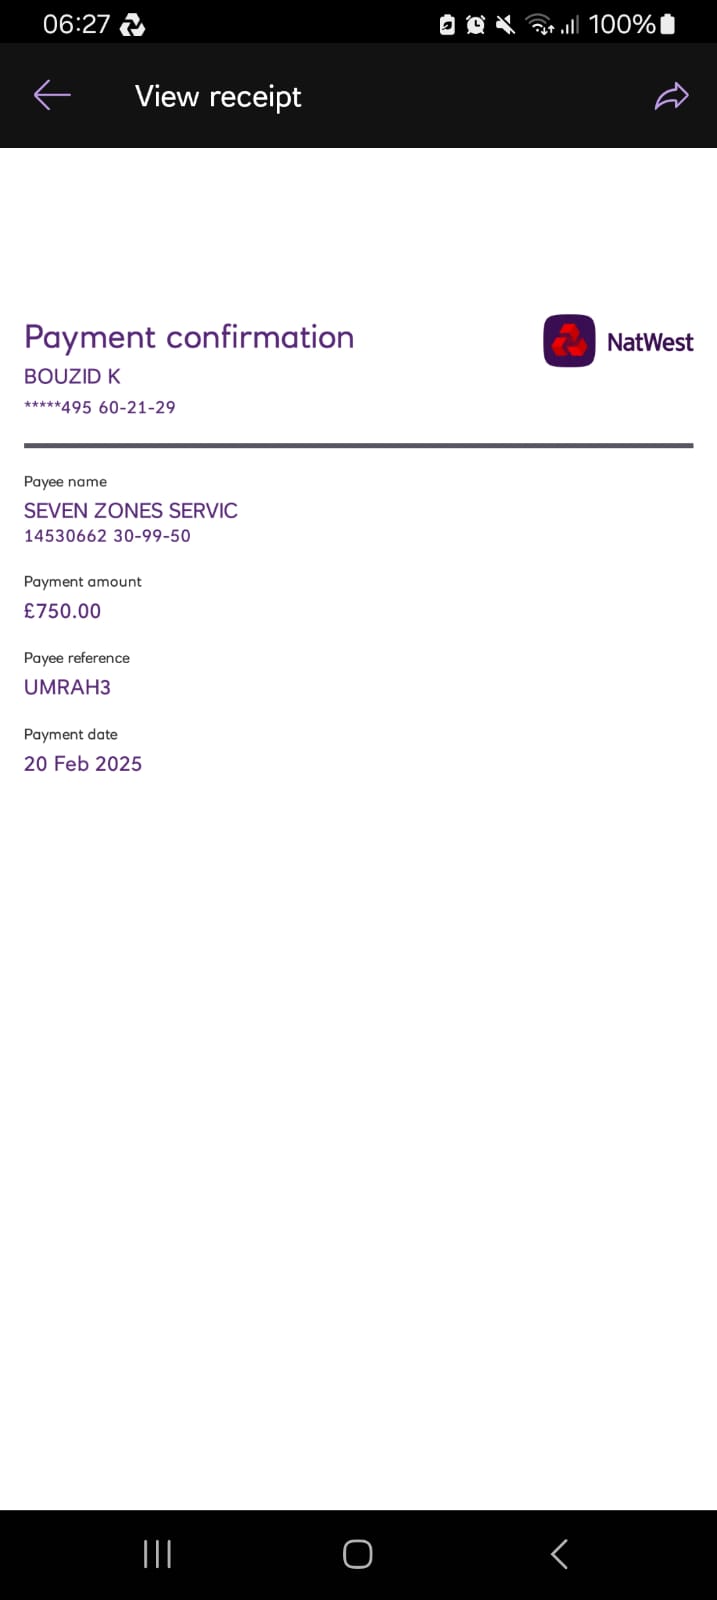 06:27
100%
View receipt
Payment confirmation
NatWest
BOUZID K
*****495 60-21-29
Payee name
SEVEN ZONES SERVIC
14530662 30-99-50
Payment amount
£750.00
Payee reference
UMRAH3
Payment date
20 Feb 2025